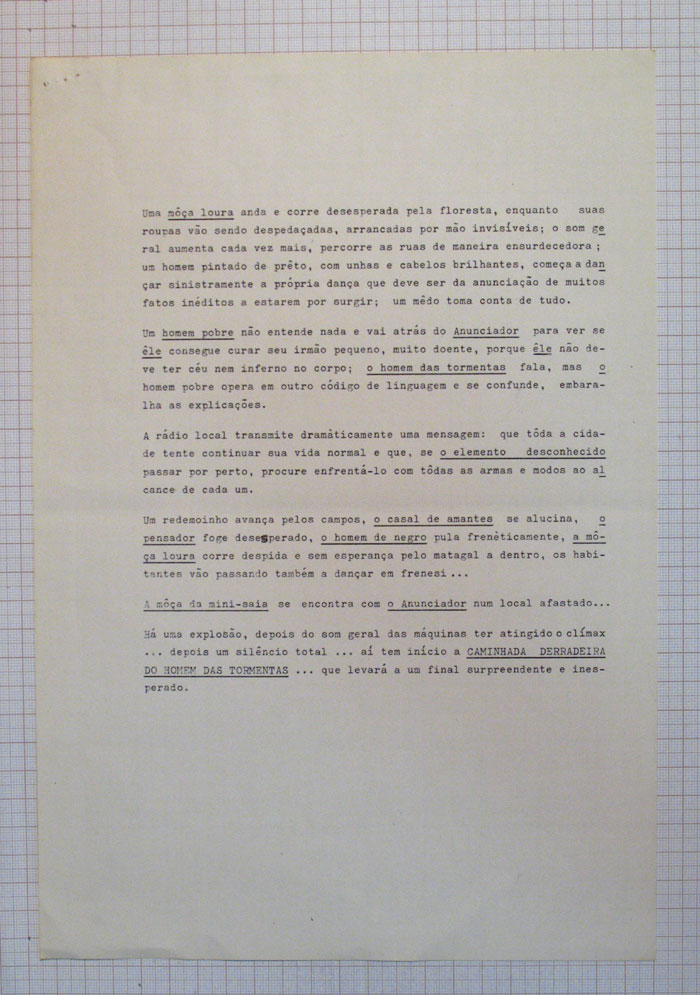 Uma môça loura anda e corre desesperada pela floresta, enquanto suas
roupas vão sendo despedaçadas, arrancadas por mão invisíveis; o som ge
ral aumenta cada vez mais, percorre as ruas de maneira ensurdecedora ;
um homem pintado de prêto, com unhas e cabelos brilhantes, começa a dan
çar sinistramente a própria dança que deve ser da anunciação de muitos
fatos inéditos a estarem por surgir; um mêdo toma conta de tudo.
Um homem pobre não entende nada e vai atrás do Anunciador para ver se
êle consegue curar seu irmão pequeno, muito doente, porque êle não de-
ve ter céu nem inferno no corpo; o homem das tormentas fala, mas o
homem pobre opera em outro código de linguagem e se confunde, embara-
lha as explicações.
A rádio local transmite dramàticamente uma mensagem: que tôda a cida-
de tente continuar sua vida normal e que, se o elemento desconhecido
passar por perto, procure enfrentá-lo com tôdas as armas e modos ao al
cance de cada um.
Um redemoinho avança pelos campos, o casal de amantes se alucina, o
pensador foge desesperado, o homem de negro pula frenèticamente, a mô-
ça loura corre despida e sem esperança pelo matagal a dentro, os habi-
tantes vão passando também a dançar em frenesi ...
A môça da mini-saia se encontra com o Anunciador num local afastado...
Há uma explosão, depois do som geral das máquinas ter atingido o clímax
... depois um silêncio total ... aí tem início a CAMINHADA DERRADEIRA
DO HOMEM DAS TORMENTAS ... que levará a um final surpreendente e ines-
perado.